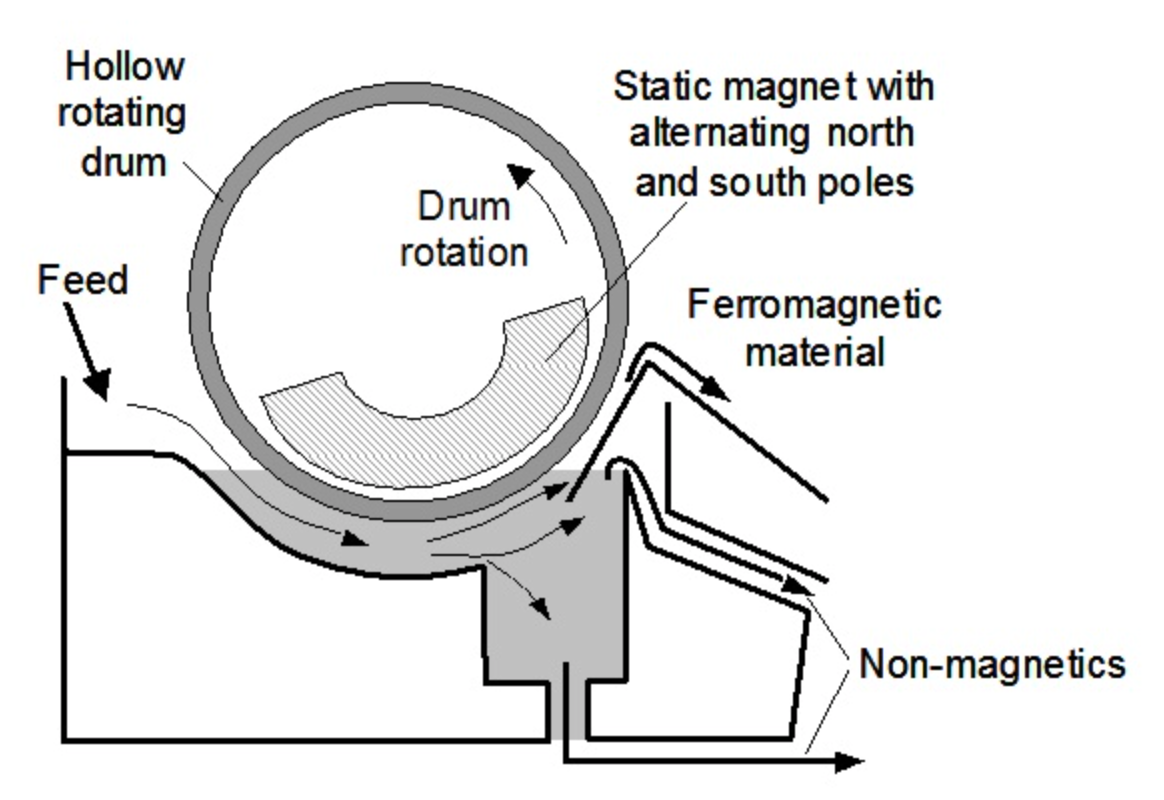 Hollow
rotating
drum
Static magnet with
alternating north
and south poles
Drum
rotation
Feed
Ferromagnetic
material
Non-magnetics